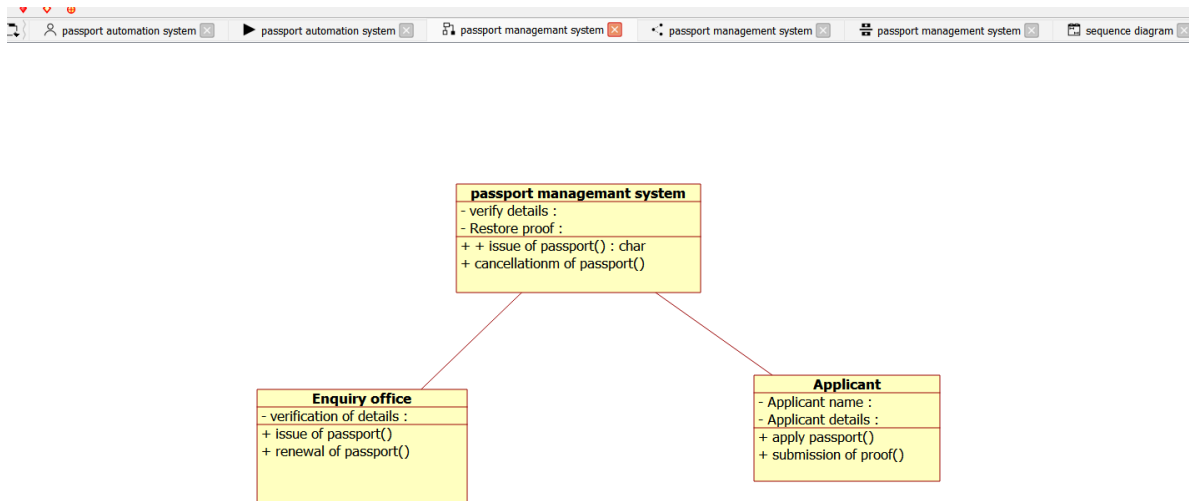 passport automation system
passport automation system
passport managemant system
passport management system
passport management system
sequence diagram
passport managemant system
- verify details :
- Restore proof :
+ + issue of passport() : char
+ cancellationm of passport()
Enquiry office
- verification of details :
+ issue of passport()
+ renewal of passport()
Applicant
- Applicant name :
- Applicant details :
+ apply passport()
+ submission of proof()